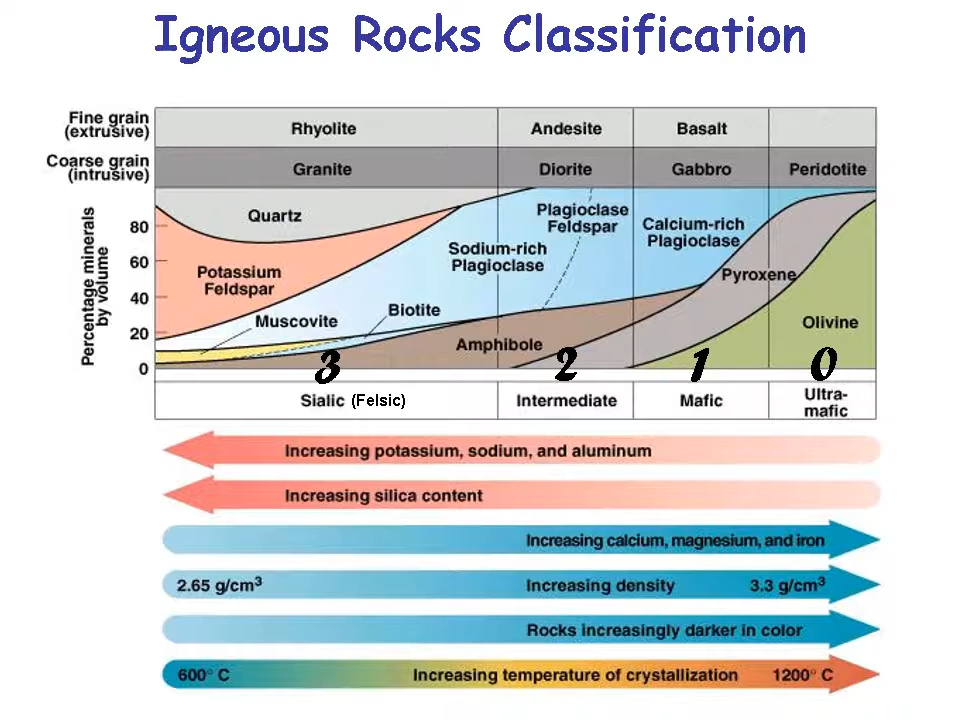 Igneous Rocks Classification
Fine grain
(extrusive)
Rhyolite
Andesite
Basalt
Coarse grain
(intrusive)
Granite
Diorite
Gabbro
Peridotite
Percentage minerals
by volume
80
60
40
20
0
Quartz
Potassium
Feldspar
Muscovite
Biotite
Sodium-rich
Plagioclase
Plagioclase
Feldspar
Calcium-rich
Plagioclase
Pyroxene
Amphibole
Olivine
3
2
1
0
Sialic (Felsic)
Intermediate
Mafic
Ultra-
mafic
Increasing potassium, sodium, and aluminum
Increasing silica content
Increasing calcium, magnesium, and iron
2.65 g/cm³
Increasing density
3.3 g/cm³
Rocks increasingly darker in color
600° C
Increasing temperature of crystallization
1200° C